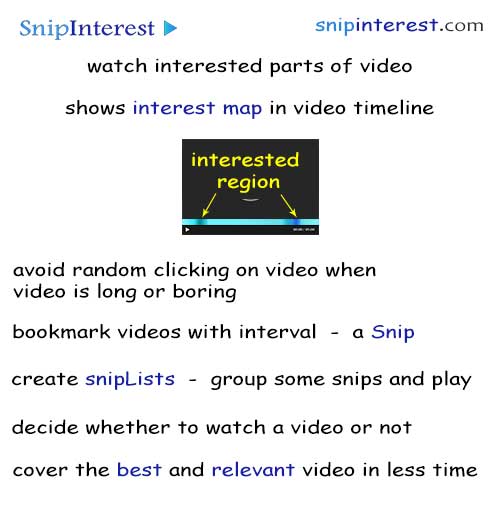 SnipInterest
snipinterest.com
watch interested parts of video
shows interest map in video timeline
interested
region
avoid random clicking on video when
video is long or boring
bookmark videos with interval - a Snip
create snipLists - group some snips and play
decide whether to watch a video or not
cover the best and relevant video in less time